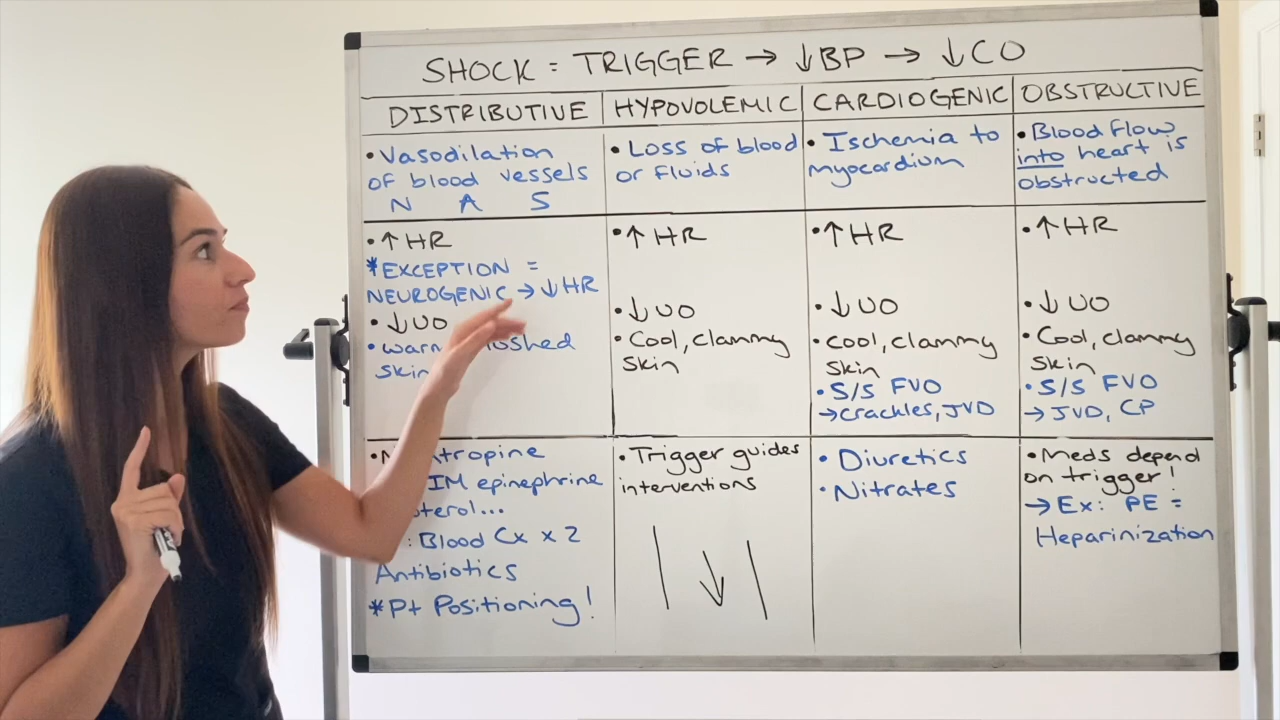 SHOCK = TRIGGER → ↓BP → ↓CO
DISTRIBUTIVE
• Vasodilation
of blood vessels
N A S
• ↑ HR
*EXCEPTION =
NEUROGENIC → ↓HR
• ↓ UO
• skin
tropine
IM epinephrine
: Blood Cx x 2
Antibiotics
*Pt Positioning!
HYPOVOLEMIC
• Loss of blood
or fluids
• ↑ HR
• ↓ UO
• Cool, clammy
skin
• Trigger guides
interventions
↓
CARDIOGENIC
• Ischemia to
myocardium
• ↑ HR
• ↓ UO
• Cool, clammy
skin
• S/S FVO
→ crackles, JVD
• Diuretics
• Nitrates
OBSTRUCTIVE
• Blood flow
into heart is
obstructed
• ↑ HR
• ↓ UO
• Cool, clammy
skin
• S/S FVO
→ JVD, CP
• Meds depend
on trigger!
→ Ex: PE =
Heparinization